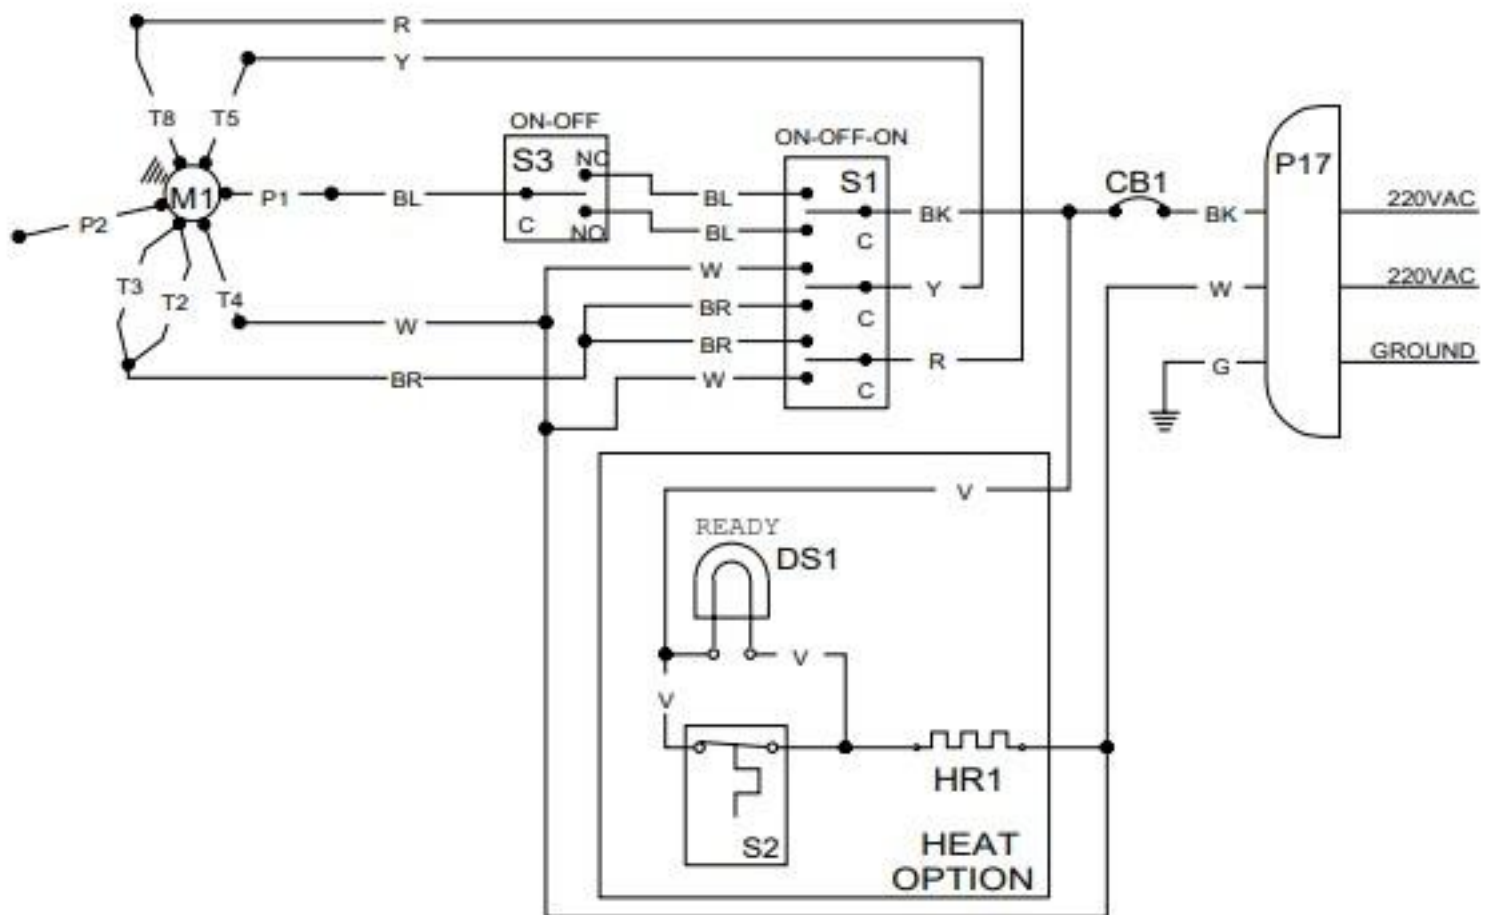 R
Y
T8 T5
ON-OFF
ON-OFF-ON
S3 NC
S1
CB1
P17
M1 P1 BL
BL
BK
BK
220VAC
P2
C
NO
BL
C
T3
T2
T4
W
Y
W
220VAC
W
BR
C
BR
R
G
GROUND
BR
W
C
V
READY
DS1
V
V
HR1
S2
HEAT
OPTION